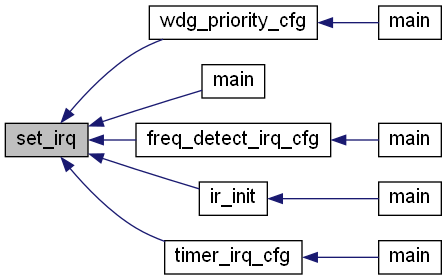 wdg_priority_cfg
main
main
set_irq
freq_detect_irq_cfg
main
ir_init
main
timer_irq_cfg
main